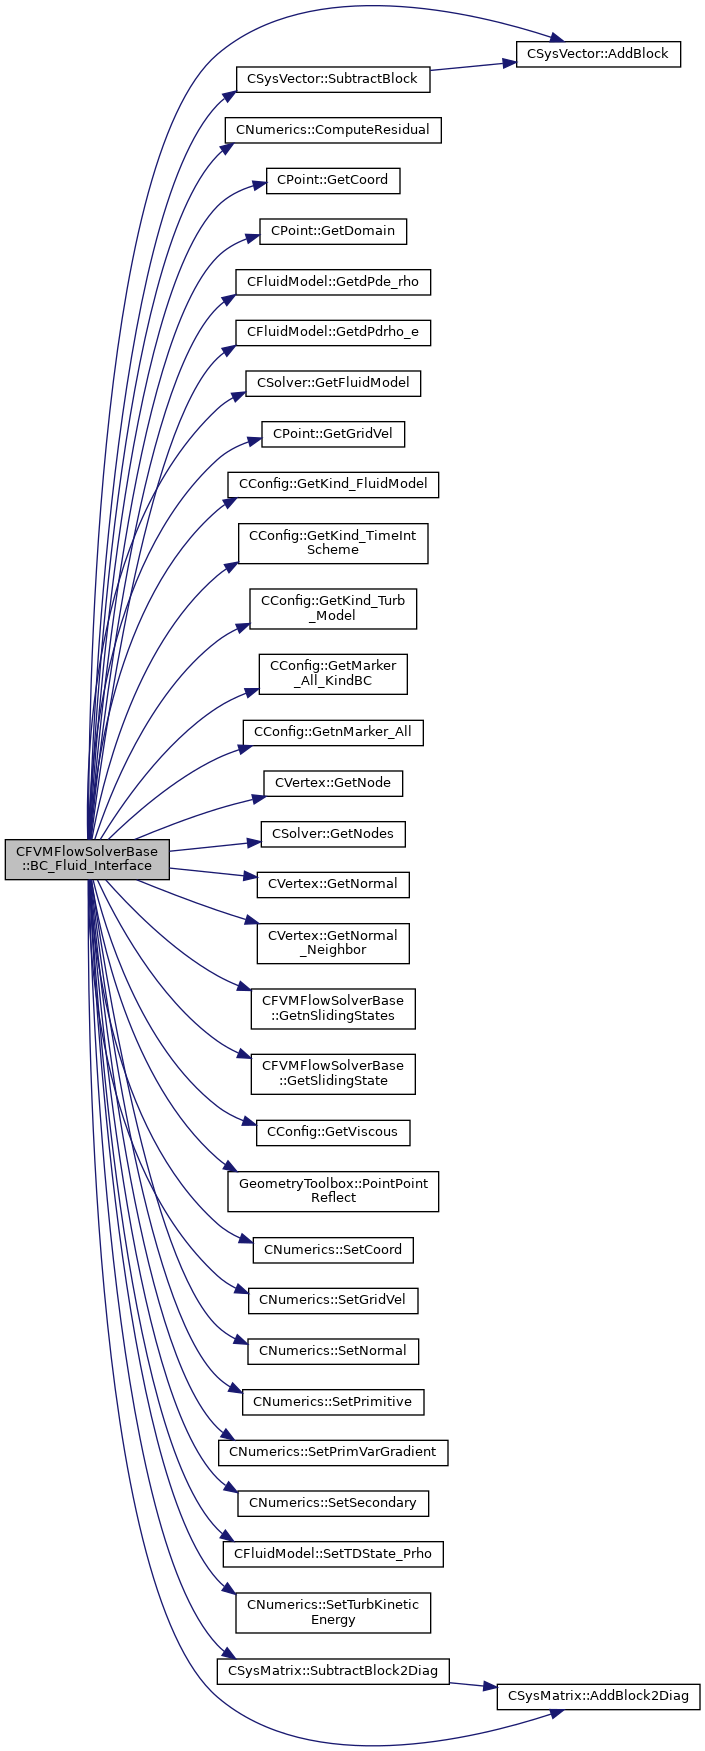 CSysVector::AddBlock
CSysVector::SubtractBlock
CNumerics::ComputeResidual
CPoint::GetCoord
CPoint::GetDomain
CFluidModel::GetdPde_rho
CFluidModel::GetdPdrho_e
CSolver::GetFluidModel
CPoint::GetGridVel
CConfig::GetKind_FluidModel
CConfig::GetKind_TimeInt
Scheme
CConfig::GetKind_Turb
_Model
CConfig::GetMarker
_All_KindBC
CConfig::GetnMarker_All
CVertex::GetNode
CSolver::GetNodes
CFVMFlowSolverBase
::BC_Fluid_Interface
CVertex::GetNormal
CVertex::GetNormal
_Neighbor
CFVMFlowSolverBase
::GetnSlidingStates
CFVMFlowSolverBase
::GetSlidingState
CConfig::GetViscous
GeometryToolbox::PointPoint
Reflect
CNumerics::SetCoord
CNumerics::SetGridVel
CNumerics::SetNormal
CNumerics::SetPrimitive
CNumerics::SetPrimVarGradient
CNumerics::SetSecondary
CFluidModel::SetTDState_Prho
CNumerics::SetTurbKinetic
Energy
CSysMatrix::SubtractBlock2Diag
CSysMatrix::AddBlock2Diag